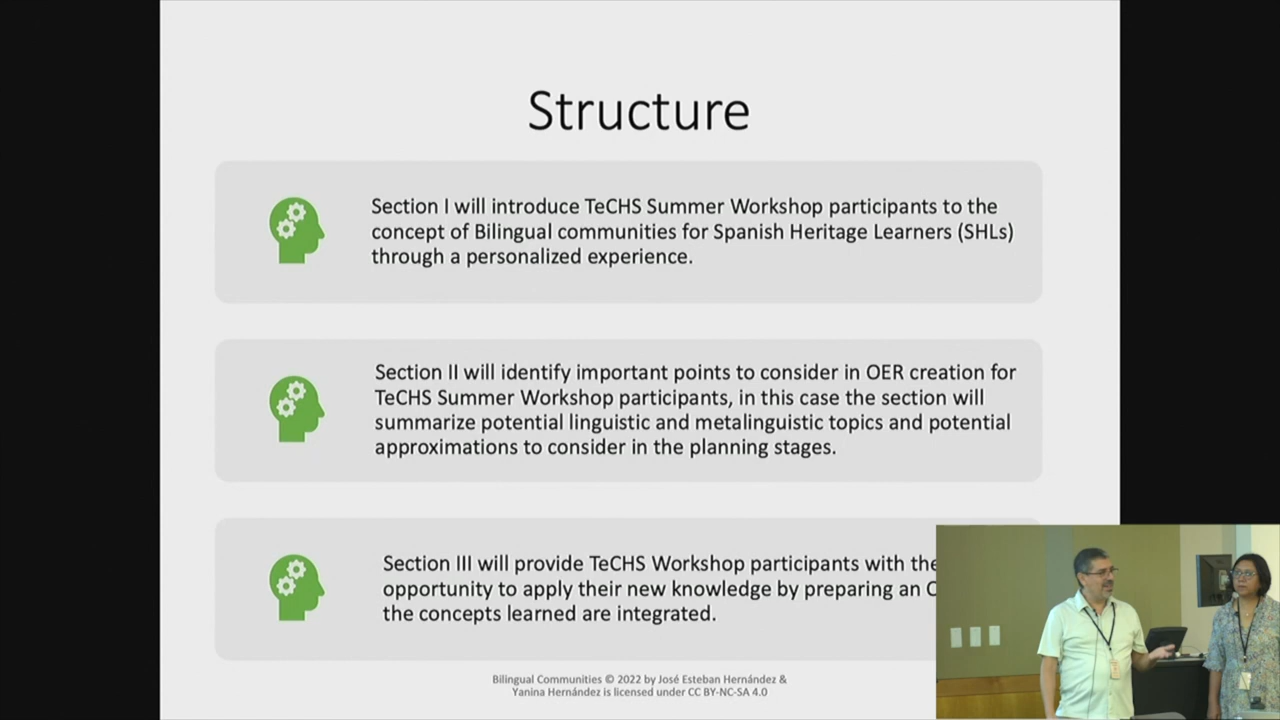 Structure
Section I will introduce TeCHS Summer Workshop participants to the
concept of Bilingual communities for Spanish Heritage Learners (SHLs)
through a personalized experience.
Section II will identify important points to consider in OER creation for
TeCHS Summer Workshop participants, in this case the section will
summarize potential linguistic and metalinguistic topics and potential
approximations to consider in the planning stages.
Section III will provide TeCHS Workshop participants with the
opportunity to apply their new knowledge by preparing an
the concepts learned are integrated.
Bilingual Communities © 2022 by José Esteban Hernández &
Yanina Hernández is licensed under CC BY-NC-SA 4.0